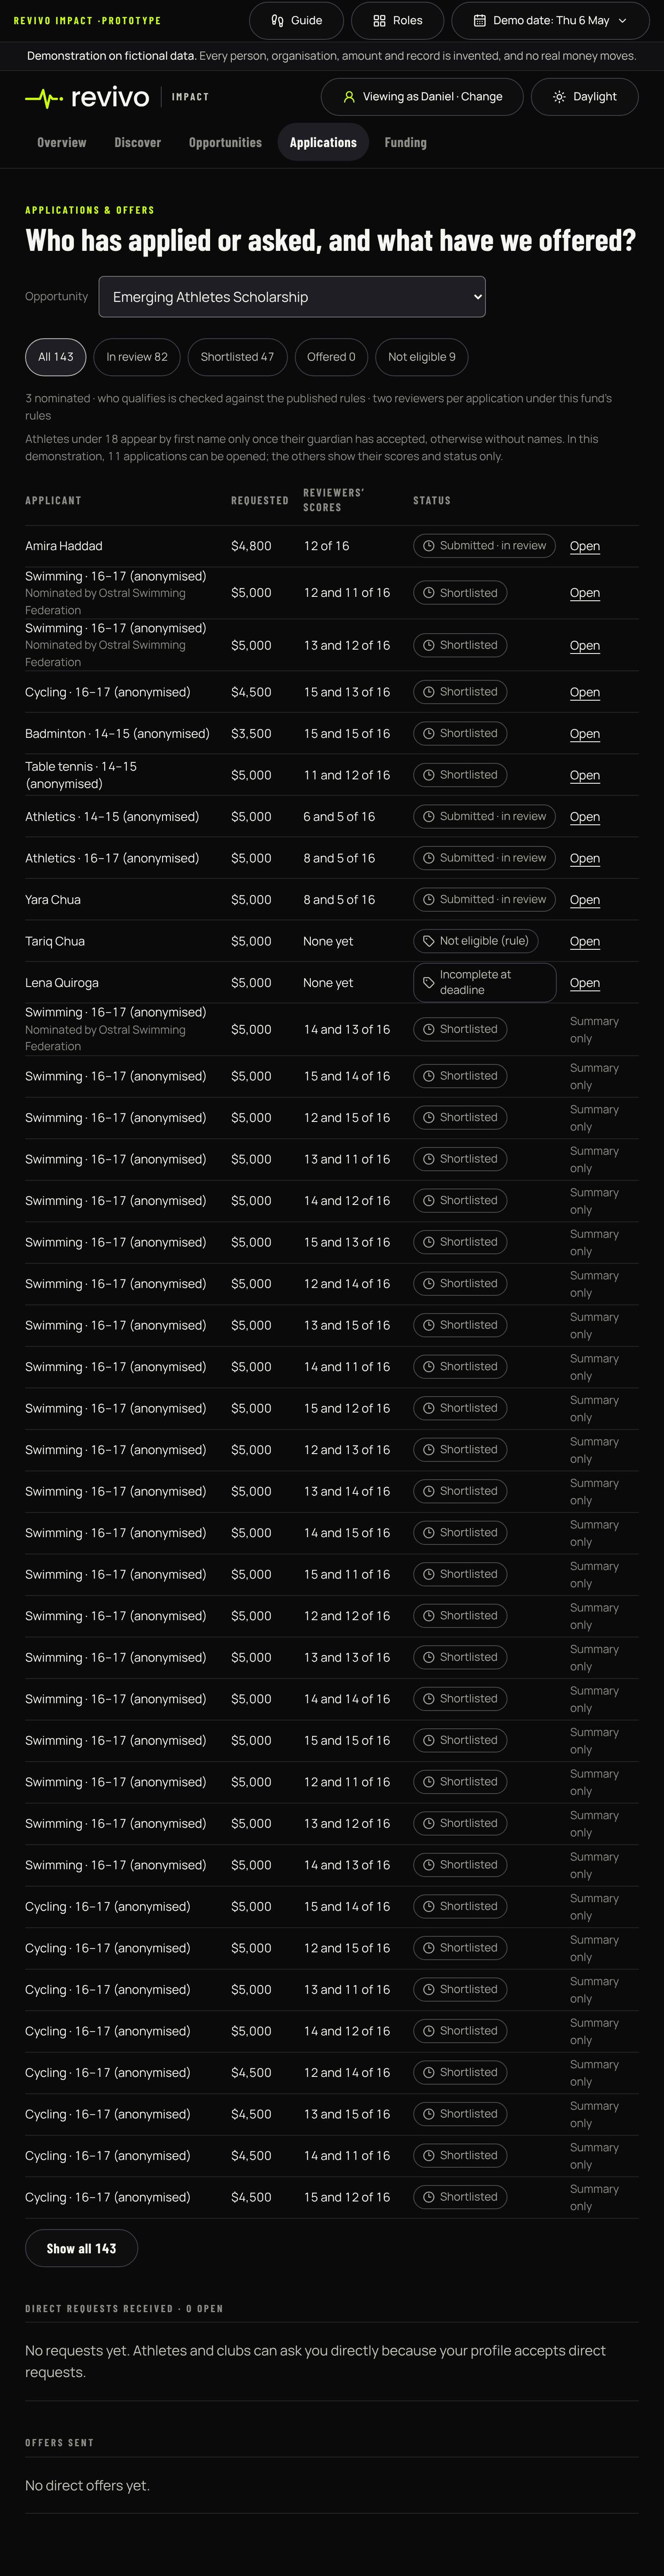 REVIVO IMPACT · PROTOTYPE
Guide
Roles
Demo date: Thu 6 May
Demonstration on fictional data. Every person, organisation, amount and record is invented, and no real money moves.
revivo
IMPACT
Viewing as Daniel · Change
Daylight
Overview
Discover
Opportunities
Applications
Funding
APPLICATIONS & OFFERS
Who has applied or asked, and what have we offered?
Opportunity
Emerging Athletes Scholarship
All 143
In review 82
Shortlisted 47
Offered 0
Not eligible 9
3 nominated · who qualifies is checked against the published rules · two reviewers per application under this fund's
rules
Athletes under 18 appear by first name only once their guardian has accepted, otherwise without names. In this
demonstration, 11 applications can be opened; the others show their scores and status only.
APPLICANT
REQUESTED
REVIEWERS'
SCORES
STATUS
Amira Haddad
$4,800
12 of 16
Submitted · in review
Open
Swimming · 16–17 (anonymised)
Nominated by Ostral Swimming
Federation
$5,000
12 and 11 of 16
Shortlisted
Open
Swimming · 16–17 (anonymised)
Nominated by Ostral Swimming
Federation
$5,000
13 and 12 of 16
Shortlisted
Open
Cycling · 16–17 (anonymised)
$4,500
15 and 13 of 16
Shortlisted
Open
Badminton · 14–15 (anonymised)
$3,500
15 and 15 of 16
Shortlisted
Open
Table tennis · 14–15
(anonymised)
$5,000
11 and 12 of 16
Shortlisted
Open
Athletics · 14–15 (anonymised)
$5,000
6 and 5 of 16
Submitted · in review
Open
Athletics · 16–17 (anonymised)
$5,000
8 and 5 of 16
Submitted · in review
Open
Yara Chua
$5,000
8 and 5 of 16
Submitted · in review
Open
Tariq Chua
$5,000
None yet
Not eligible (rule)
Open
Lena Quiroga
$5,000
None yet
Incomplete at
deadline
Open
Swimming · 16–17 (anonymised)
Nominated by Ostral Swimming
Federation
$5,000
14 and 13 of 16
Shortlisted
Summary
only
Swimming · 16–17 (anonymised)
$5,000
15 and 14 of 16
Shortlisted
Summary
only
Swimming · 16–17 (anonymised)
$5,000
12 and 15 of 16
Shortlisted
Summary
only
Swimming · 16–17 (anonymised)
$5,000
13 and 11 of 16
Shortlisted
Summary
only
Swimming · 16–17 (anonymised)
$5,000
14 and 12 of 16
Shortlisted
Summary
only
Swimming · 16–17 (anonymised)
$5,000
15 and 13 of 16
Shortlisted
Summary
only
Swimming · 16–17 (anonymised)
$5,000
12 and 14 of 16
Shortlisted
Summary
only
Swimming · 16–17 (anonymised)
$5,000
13 and 15 of 16
Shortlisted
Summary
only
Swimming · 16–17 (anonymised)
$5,000
14 and 11 of 16
Shortlisted
Summary
only
Swimming · 16–17 (anonymised)
$5,000
15 and 12 of 16
Shortlisted
Summary
only
Swimming · 16–17 (anonymised)
$5,000
12 and 13 of 16
Shortlisted
Summary
only
Swimming · 16–17 (anonymised)
$5,000
13 and 14 of 16
Shortlisted
Summary
only
Swimming · 16–17 (anonymised)
$5,000
14 and 15 of 16
Shortlisted
Summary
only
Swimming · 16–17 (anonymised)
$5,000
15 and 11 of 16
Shortlisted
Summary
only
Swimming · 16–17 (anonymised)
$5,000
12 and 12 of 16
Shortlisted
Summary
only
Swimming · 16–17 (anonymised)
$5,000
13 and 13 of 16
Shortlisted
Summary
only
Swimming · 16–17 (anonymised)
$5,000
14 and 14 of 16
Shortlisted
Summary
only
Swimming · 16–17 (anonymised)
$5,000
15 and 15 of 16
Shortlisted
Summary
only
Swimming · 16–17 (anonymised)
$5,000
12 and 11 of 16
Shortlisted
Summary
only
Swimming · 16–17 (anonymised)
$5,000
13 and 12 of 16
Shortlisted
Summary
only
Swimming · 16–17 (anonymised)
$5,000
14 and 13 of 16
Shortlisted
Summary
only
Cycling · 16–17 (anonymised)
$5,000
15 and 14 of 16
Shortlisted
Summary
only
Cycling · 16–17 (anonymised)
$5,000
12 and 15 of 16
Shortlisted
Summary
only
Cycling · 16–17 (anonymised)
$5,000
13 and 11 of 16
Shortlisted
Summary
only
Cycling · 16–17 (anonymised)
$5,000
14 and 12 of 16
Shortlisted
Summary
only
Cycling · 16–17 (anonymised)
$4,500
12 and 14 of 16
Shortlisted
Summary
only
Cycling · 16–17 (anonymised)
$4,500
13 and 15 of 16
Shortlisted
Summary
only
Cycling · 16–17 (anonymised)
$4,500
14 and 11 of 16
Shortlisted
Summary
only
Cycling · 16–17 (anonymised)
$4,500
15 and 12 of 16
Shortlisted
Summary
only
Show all 143
DIRECT REQUESTS RECEIVED · 0 OPEN
No requests yet. Athletes and clubs can ask you directly because your profile accepts direct
requests.
OFFERS SENT
No direct offers yet.